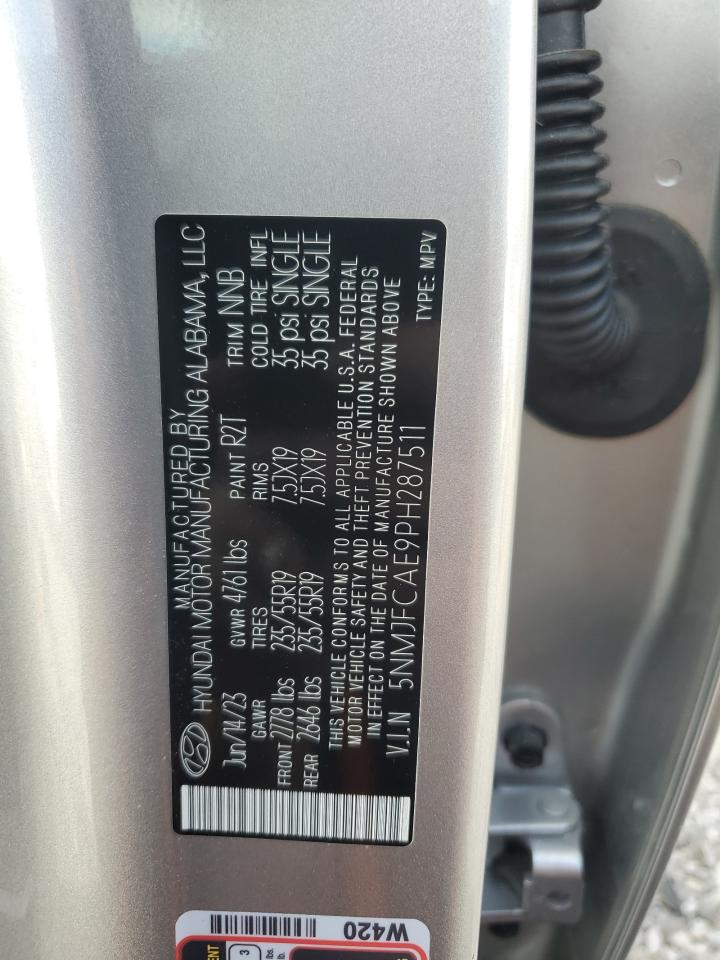 MANUFACTURED BY
HYUNDAI MOTOR MANUFACTURING ALABAMA, LLC
Jun/14/23 GVWR 4761 lbs PAINT R2T TRIM NNB
GAWR TIRES RIMS COLD TIRE INFL
FRONT 2778 lbs 235/55R19 7.5JX19 35 psi SINGLE
REAR 2646 lbs 235/55R19 7.5JX19 35 psi SINGLE
THIS VEHICLE CONFORMS TO ALL APPLICABLE U.S.A. FEDERAL
MOTOR VEHICLE SAFETY AND THEFT PREVENTION STANDARDS
IN EFFECT ON THE DATE OF MANUFACTURE SHOWN ABOVE
V.I.N 5NMJFCAE9PH287511 TYPE: MPV
W420
3
lbs.
lb.